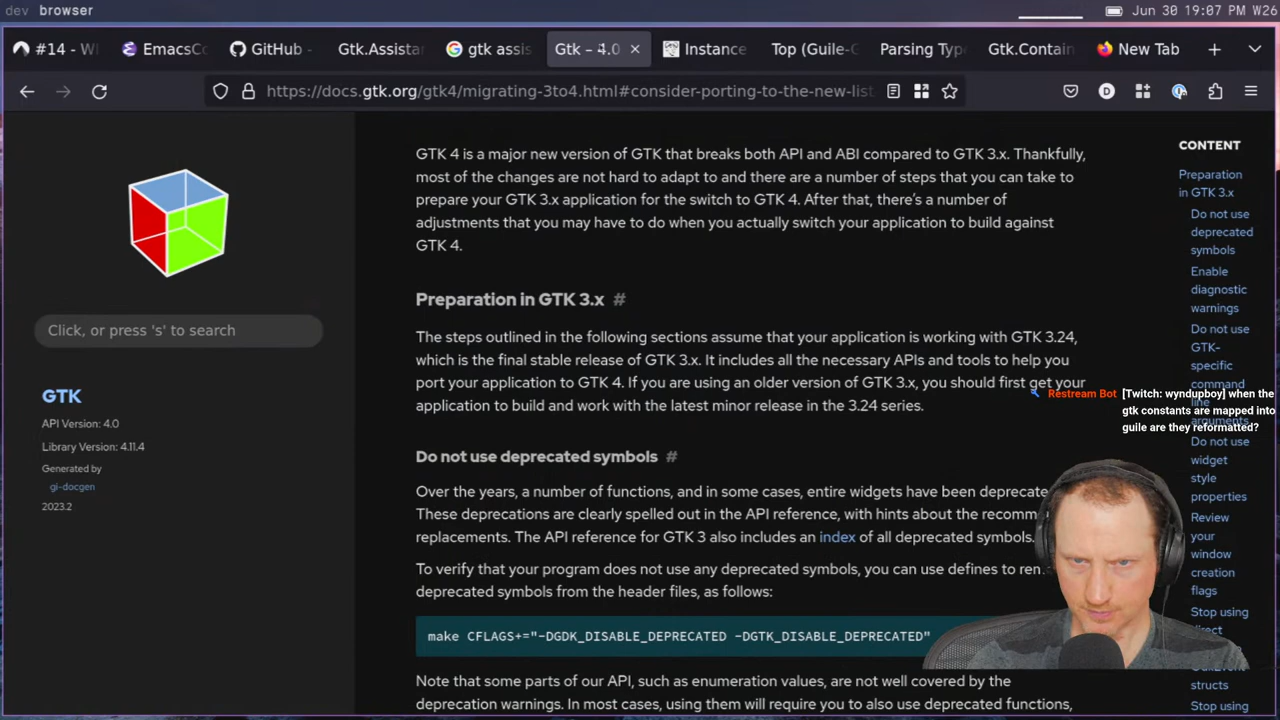 dev browser
Jun 30 19:07 PM W26
#14 - W
EmacsCo
GitHub -
Gtk.Assistar
gtk assis
Gtk – 4.0
Instance
Top (Guile-G
Parsing Type
Gtk.Contain
New Tab
https://docs.gtk.org/gtk4/migrating-3to4.html#consider-porting-to-the-new-list
D
GTK 4 is a major new version of GTK that breaks both API and ABI compared to GTK 3.x. Thankfully,
most of the changes are not hard to adapt to and there are a number of steps that you can take to
prepare your GTK 3.x application for the switch to GTK 4. After that, there's a number of
adjustments that you may have to do when you actually switch your application to build against
GTK 4.
Preparation in GTK 3.x #
The steps outlined in the following sections assume that your application is working with GTK 3.24,
which is the final stable release of GTK 3.x. It includes all the necessary APIs and tools to help you
port your application to GTK 4. If you are using an older version of GTK 3.x, you should first get your
application to build and work with the latest minor release in the 3.24 series.
Do not use deprecated symbols #
Over the years, a number of functions, and in some cases, entire widgets have been deprecate
These deprecations are clearly spelled out in the API reference, with hints about the recomm
replacements. The API reference for GTK 3 also includes an index of all deprecated symbols.
To verify that your program does not use any deprecated symbols, you can use defines to ren
deprecated symbols from the header files, as follows:
make CFLAGS+="-DGDK_DISABLE_DEPRECATED -DGTK_DISABLE_DEPRECATED"
Note that some parts of our API, such as enumeration values, are not well covered by the
deprecation warnings. In most cases, using them will require you to also use deprecated functions,
Click, or press 's' to search
GTK
API Version: 4.0
Library Version: 4.11.4
Generated by
gi-docgen
2023.2
CONTENT
Preparation
in GTK 3.x
Do not use
deprecated
symbols
Enable
diagnostic
warnings
Do not use
GTK-
specific
command
line
arguments
Do not use
widget
style
properties
Review
your
window
creation
flags
Stop using
direct
structs
Stop using
Restream Bot [Twitch: wyndupboy] when the
gtk constants are mapped into
guile are they reformatted?